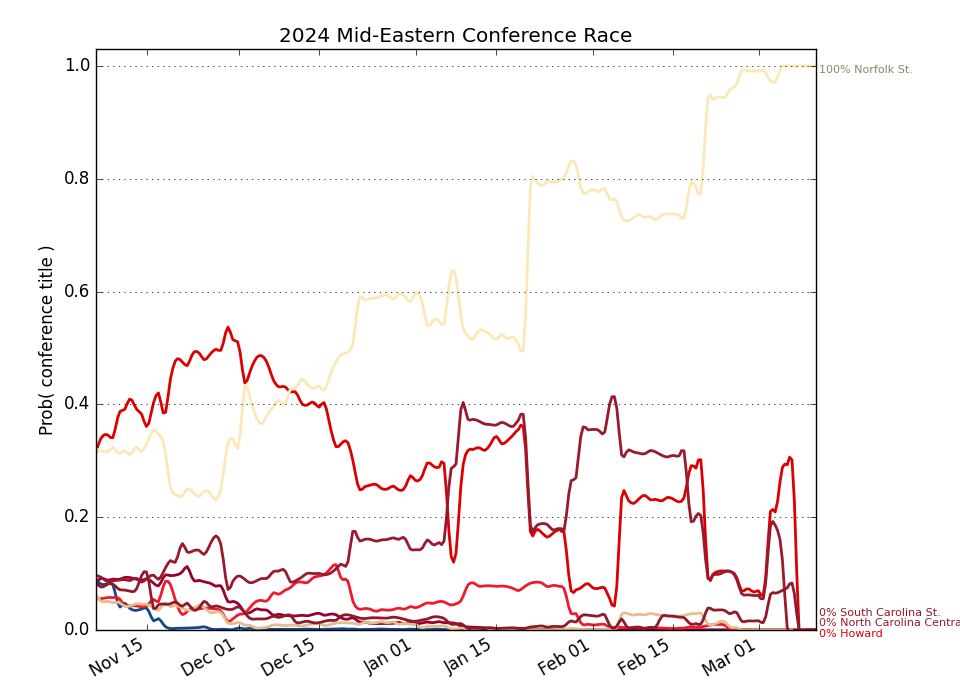 2024 Mid-Eastern Conference Race
Prob( conference title )
1.0
0.8
0.6
0.4
0.2
0.0
Nov 15
Dec 01
Dec 15
Jan 01
Jan 15
Feb 01
Feb 15
Mar 01
100% Norfolk St.
0% South Carolina St.
0% North Carolina Centra
0% Howard